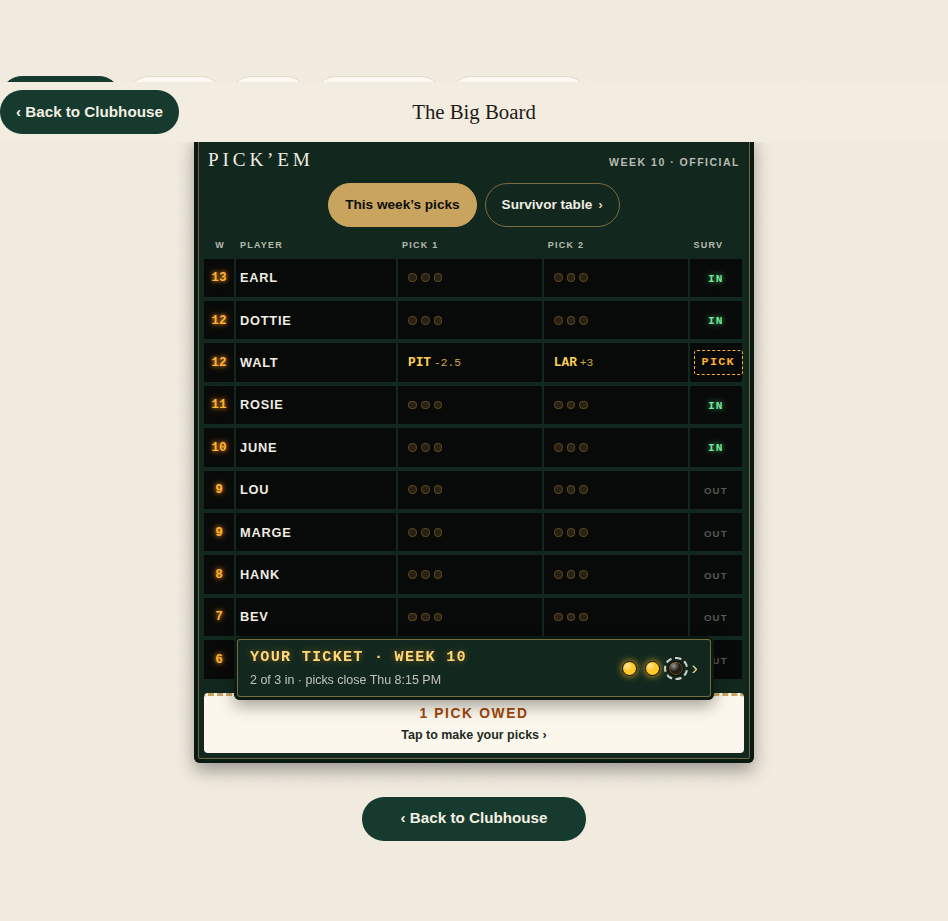 ‹ Back to Clubhouse
The Big Board
PICK’EM
WEEK 10 · OFFICIAL
This week’s picks
Survivor table ›
W PLAYER PICK 1 PICK 2 SURV
13 EARL IN
12 DOTTIE IN
12 WALT PIT -2.5 LAR +3 PICK
11 ROSIE IN
10 JUNE IN
9 LOU OUT
9 MARGE OUT
8 HANK OUT
7 BEV OUT
6
YOUR TICKET · WEEK 10
2 of 3 in · picks close Thu 8:15 PM ›
1 PICK OWED
Tap to make your picks ›
‹ Back to Clubhouse